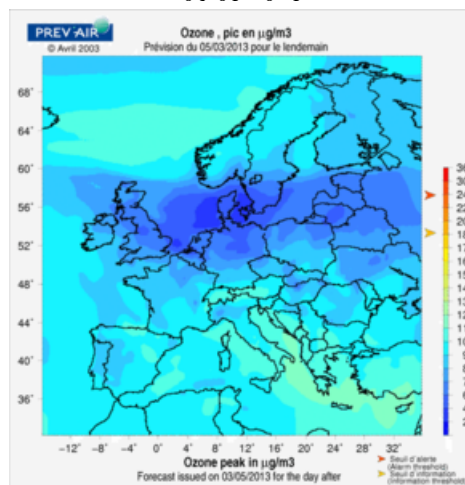 PREV'AIR
© Avril 2003
Ozone , pic en µg/m3
Prévision du 05/03/2013 pour le lendemain
68°
64°
60°
56°
52°
48°
44°
40°
36°
−12° −8° −4° 0° 4° 8° 12° 16° 20° 24° 28° 32°
Ozone peak in µg/m3
Forecast issued on 03/05/2013 for the day after
Seuil d'alerte
(Alarm threshold)
Seuil d'information
(Information threshold)